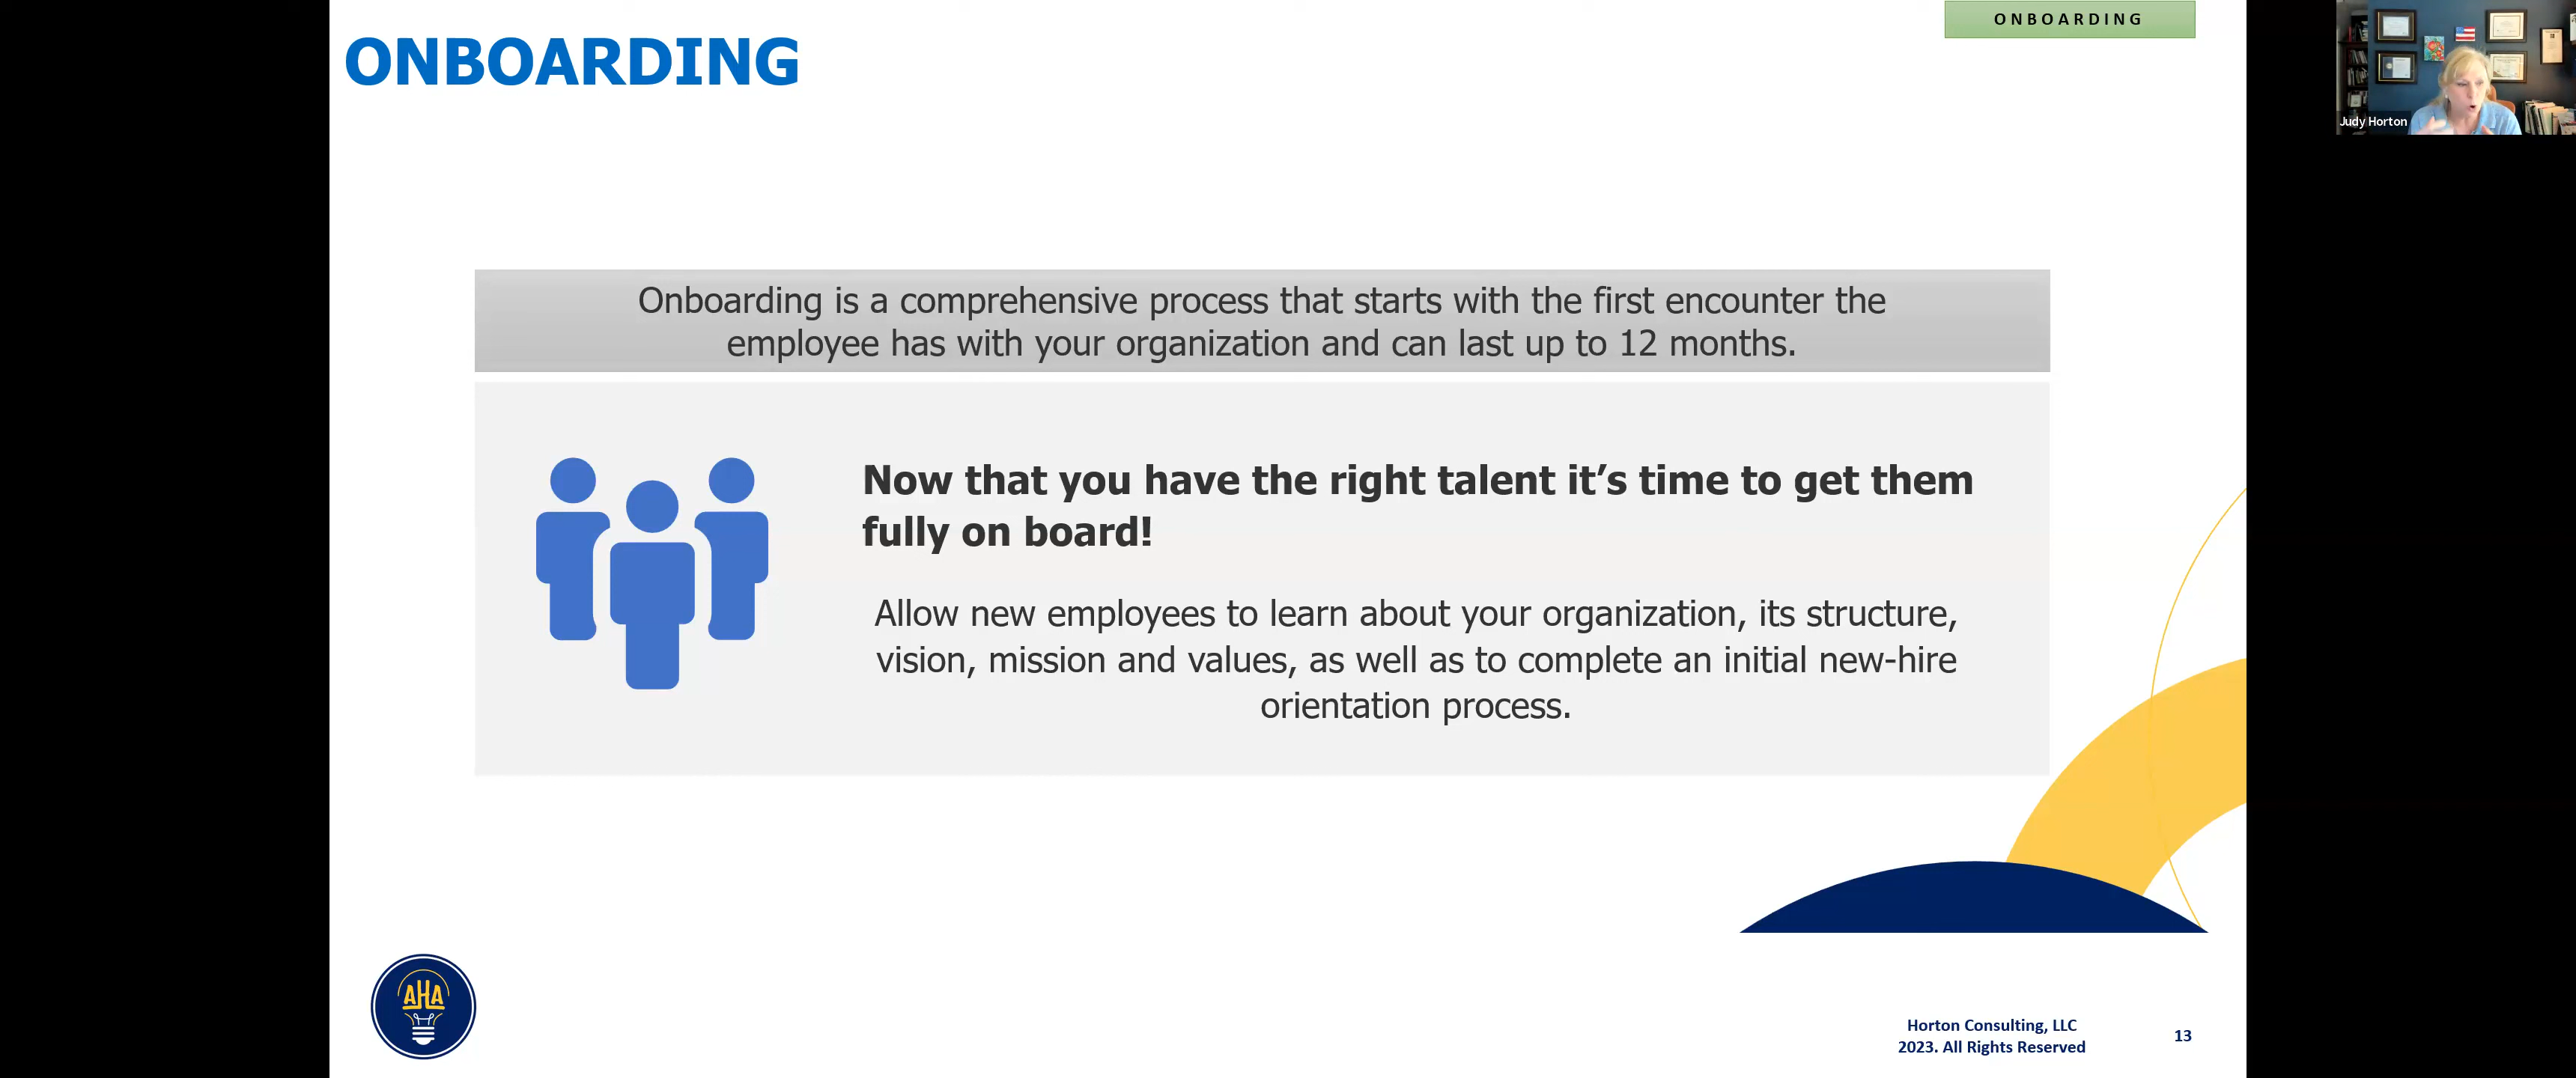 ONBOARDING
ONBOARDING
Judy Horton
Onboarding is a comprehensive process that starts with the first encounter the
employee has with your organization and can last up to 12 months.
Now that you have the right talent it’s time to get them
fully on board!
Allow new employees to learn about your organization, its structure,
vision, mission and values, as well as to complete an initial new-hire
orientation process.
AHA
Horton Consulting, LLC
2023. All Rights Reserved
13